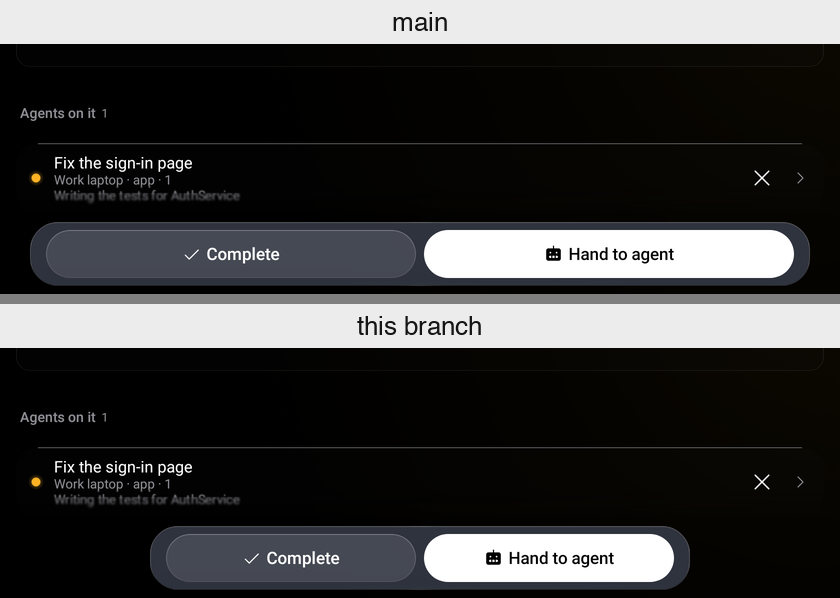 main
Agents on it 1
Fix the sign-in page
Work laptop · app · 1
Writing the tests for AuthService
Complete
Hand to agent
this branch
Agents on it 1
Fix the sign-in page
Work laptop · app · 1
Writing the tests for AuthService
Complete
Hand to agent